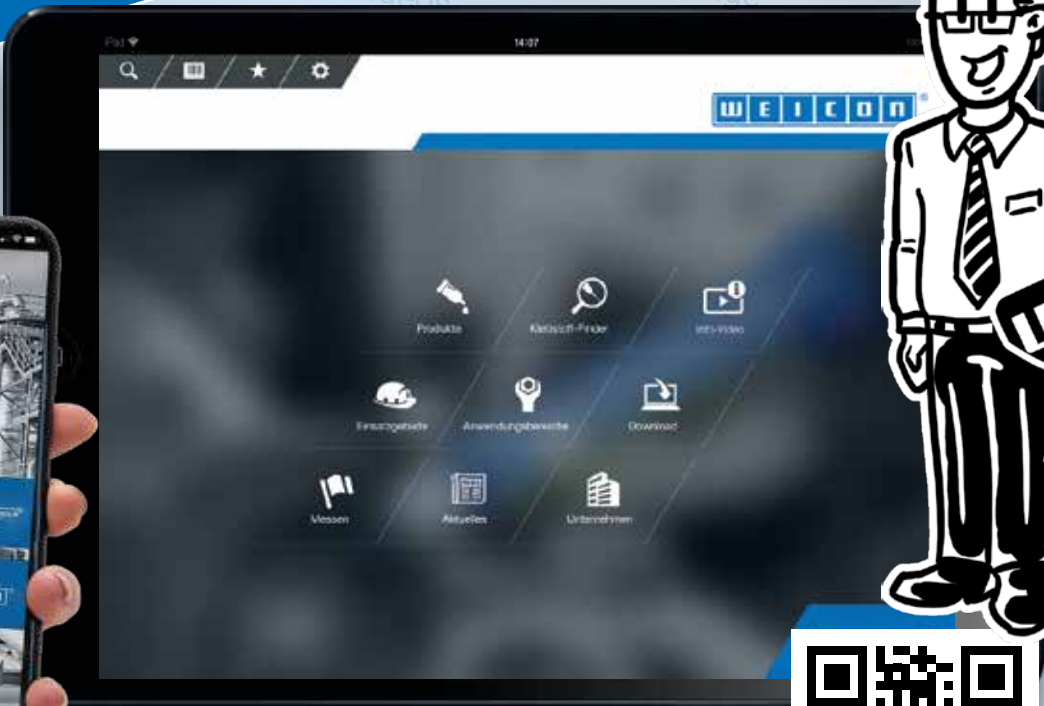 iPad
14:07
WEICON®
Produkte
Klebstoff-Finder
Info-Video
Einsatzgebiete
Anwendungsbereiche
Download
Messen
Aktuelles
Unternehmen